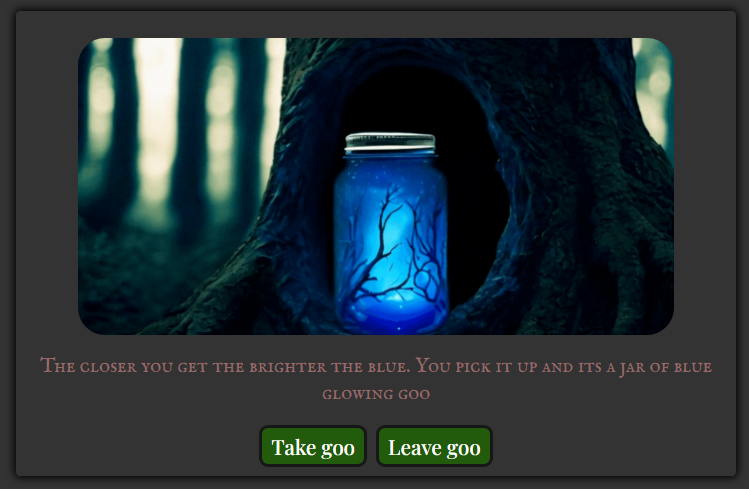 The closer you get the brighter the blue. You pick it up and its a jar of blue
glowing goo
Take goo
Leave goo